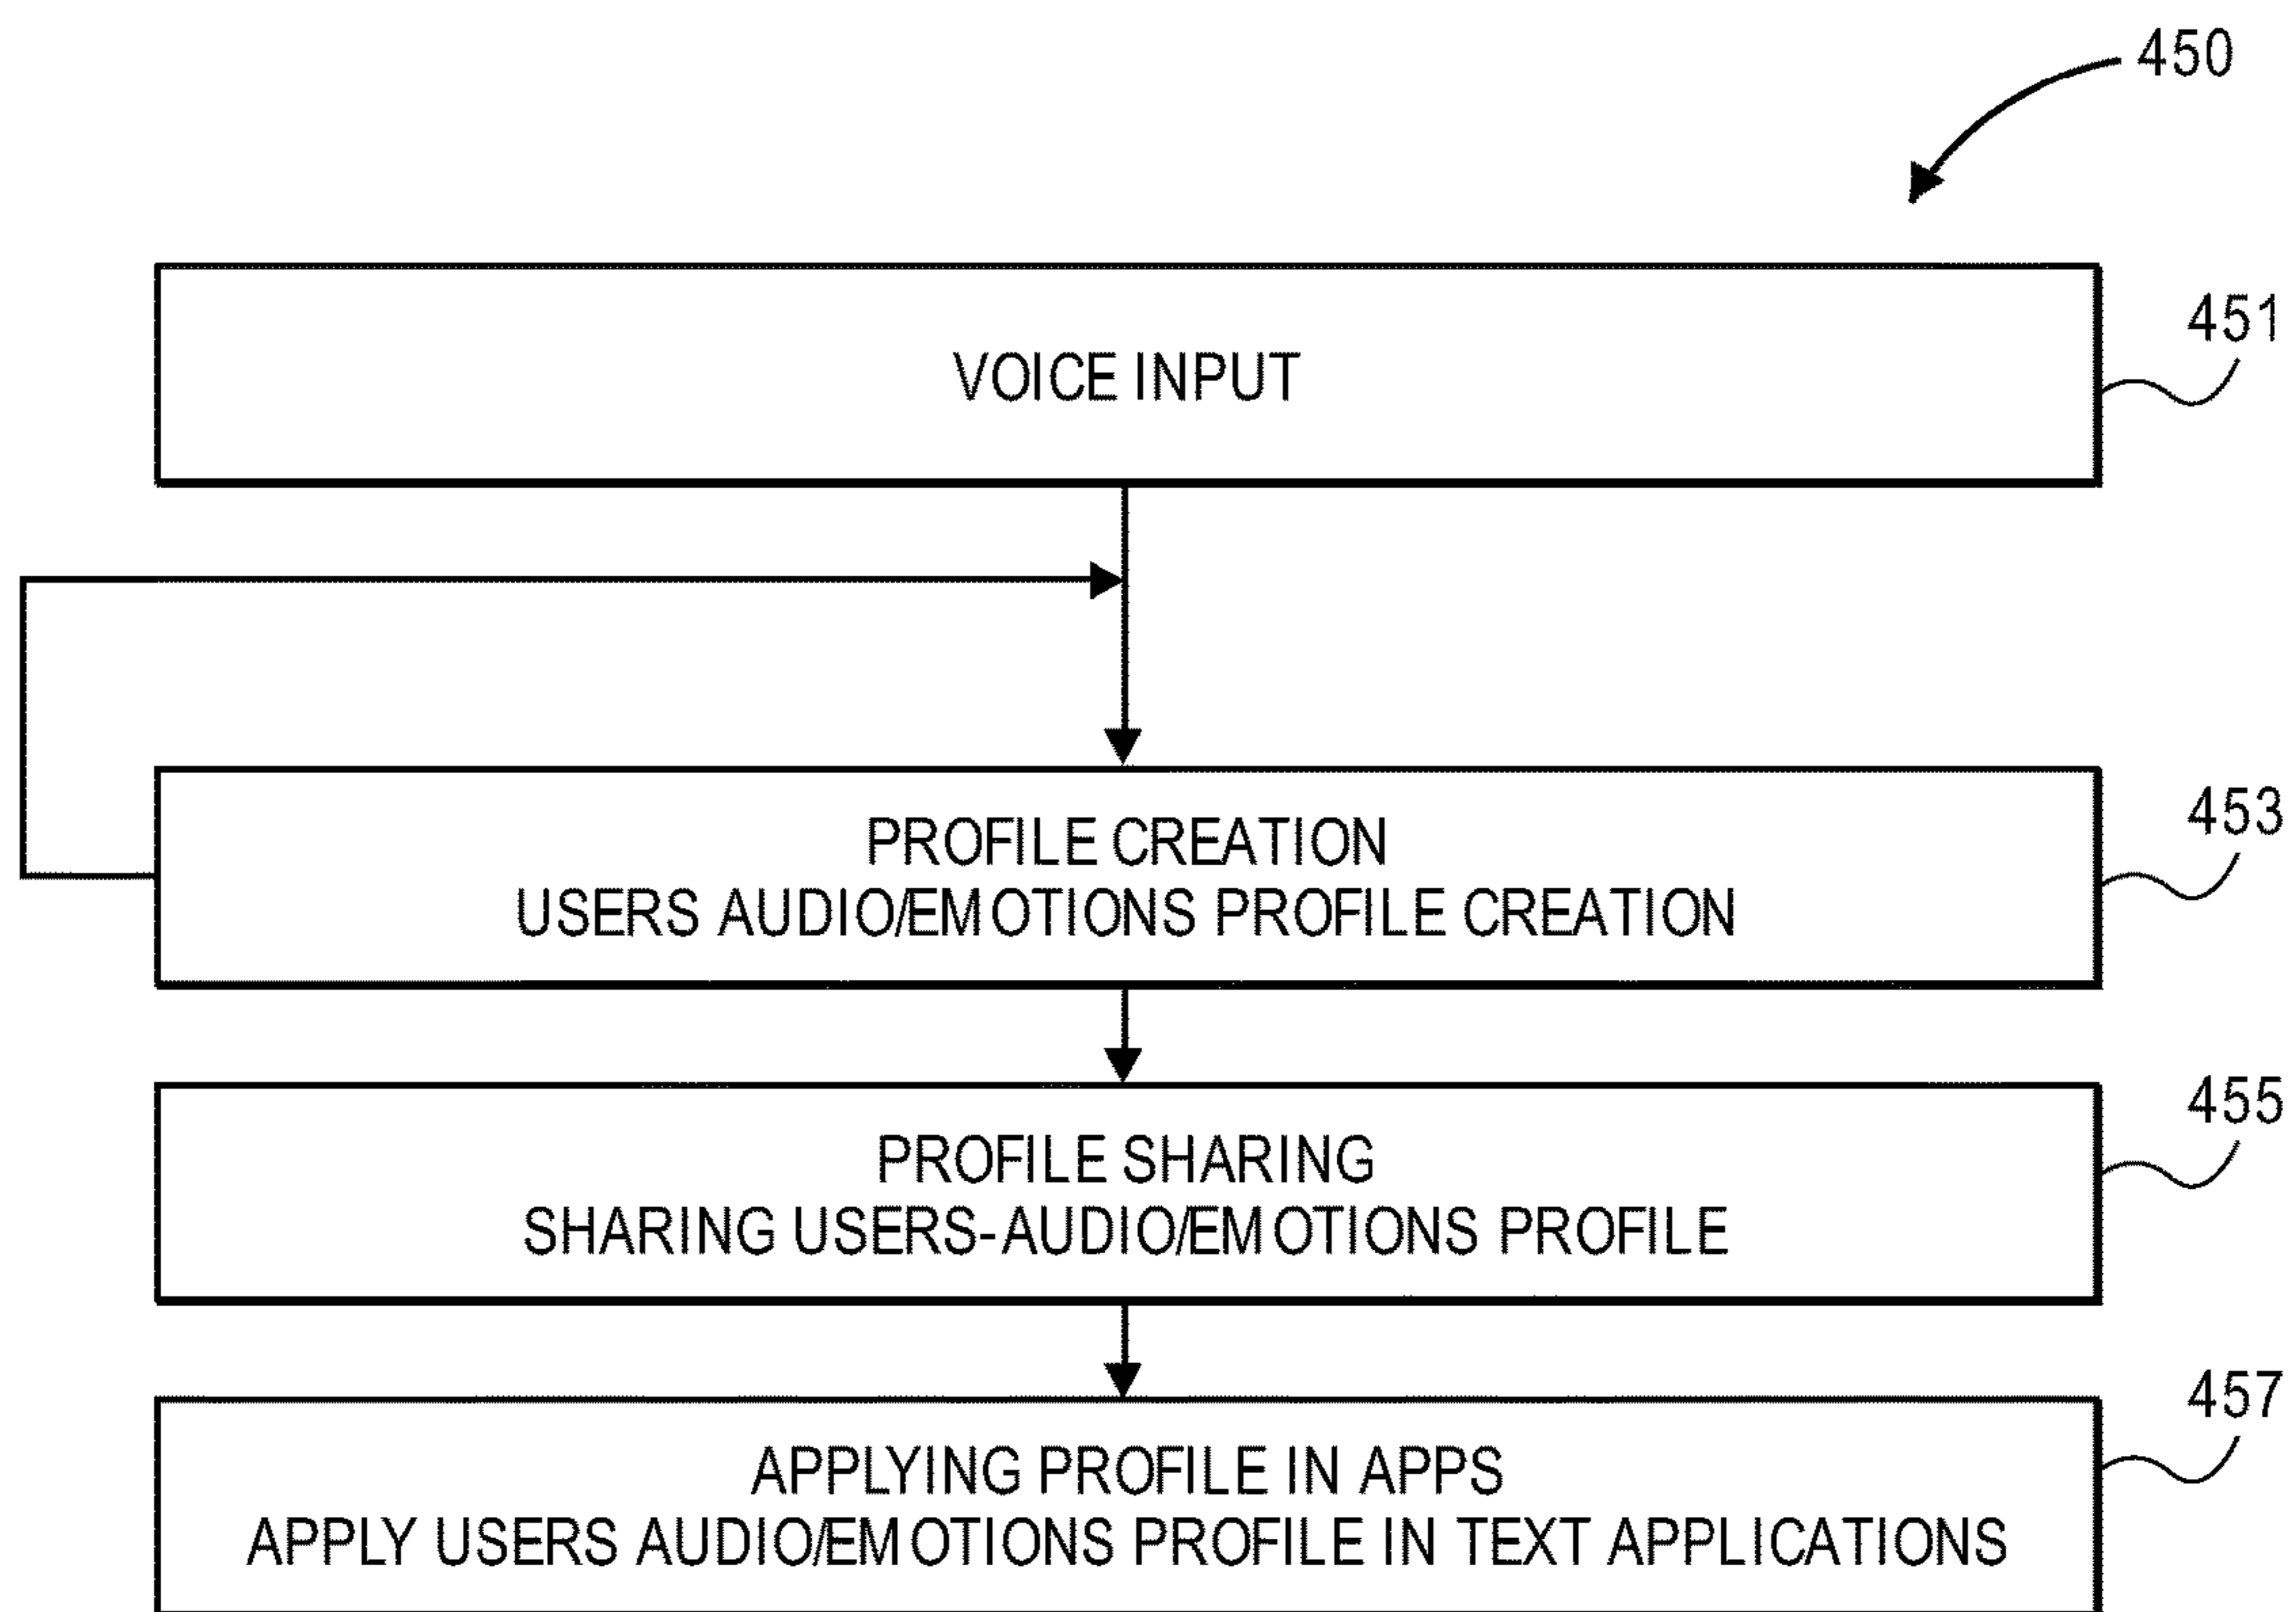 450
VOICE INPUT
451
PROFILE CREATION
USERS AUDIO/EMOTIONS PROFILE CREATION
453
PROFILE SHARING
SHARING USERS-AUDIO/EMOTIONS PROFILE
455
APPLYING PROFILE IN APPS
APPLY USERS AUDIO/EMOTIONS PROFILE IN TEXT APPLICATIONS
457